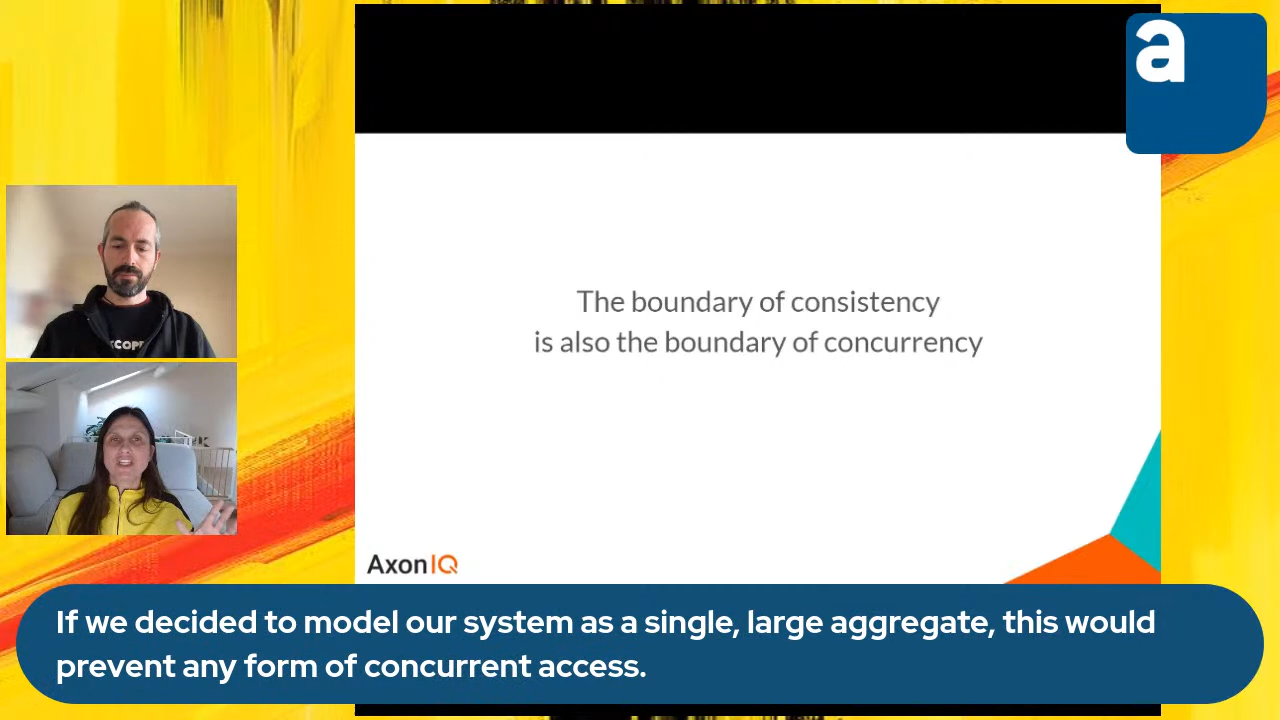 a
The boundary of consistency
is also the boundary of concurrency
SCOPE
AxonIQ
If we decided to model our system as a single, large aggregate, this would
prevent any form of concurrent access.